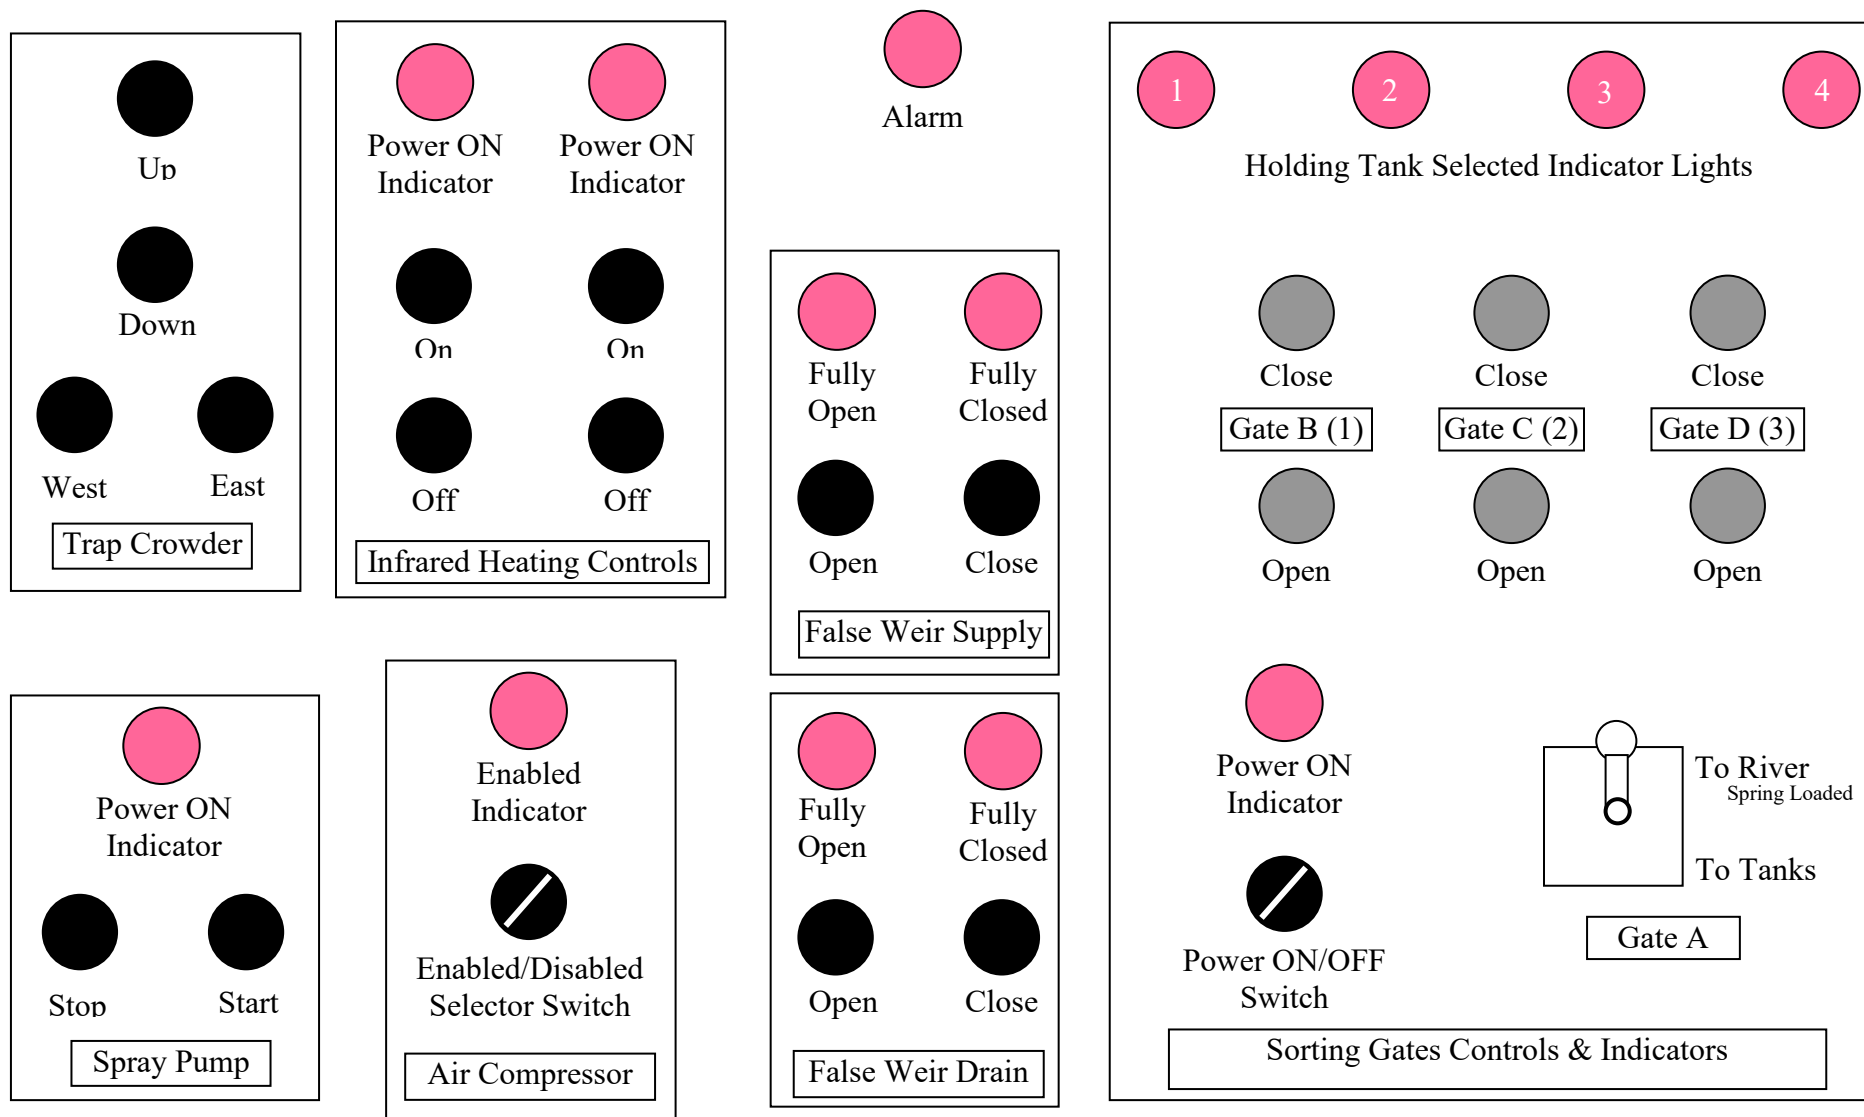 Up
Down
West
East
Trap Crowder
Power ON
Indicator
Power ON
Indicator
On
On
Off
Off
Infrared Heating Controls
Alarm
Fully
Open
Fully
Closed
Open
Close
False Weir Supply
1
2
3
4
Holding Tank Selected Indicator Lights
Close
Close
Close
Gate B (1)
Gate C (2)
Gate D (3)
Open
Open
Open
Power ON
Indicator
To River
Spring Loaded
To Tanks
Gate A
Power ON/OFF
Switch
Sorting Gates Controls & Indicators
Power ON
Indicator
Stop
Start
Spray Pump
Enabled
Indicator
Enabled/Disabled
Selector Switch
Air Compressor
Fully
Open
Fully
Closed
Open
Close
False Weir Drain